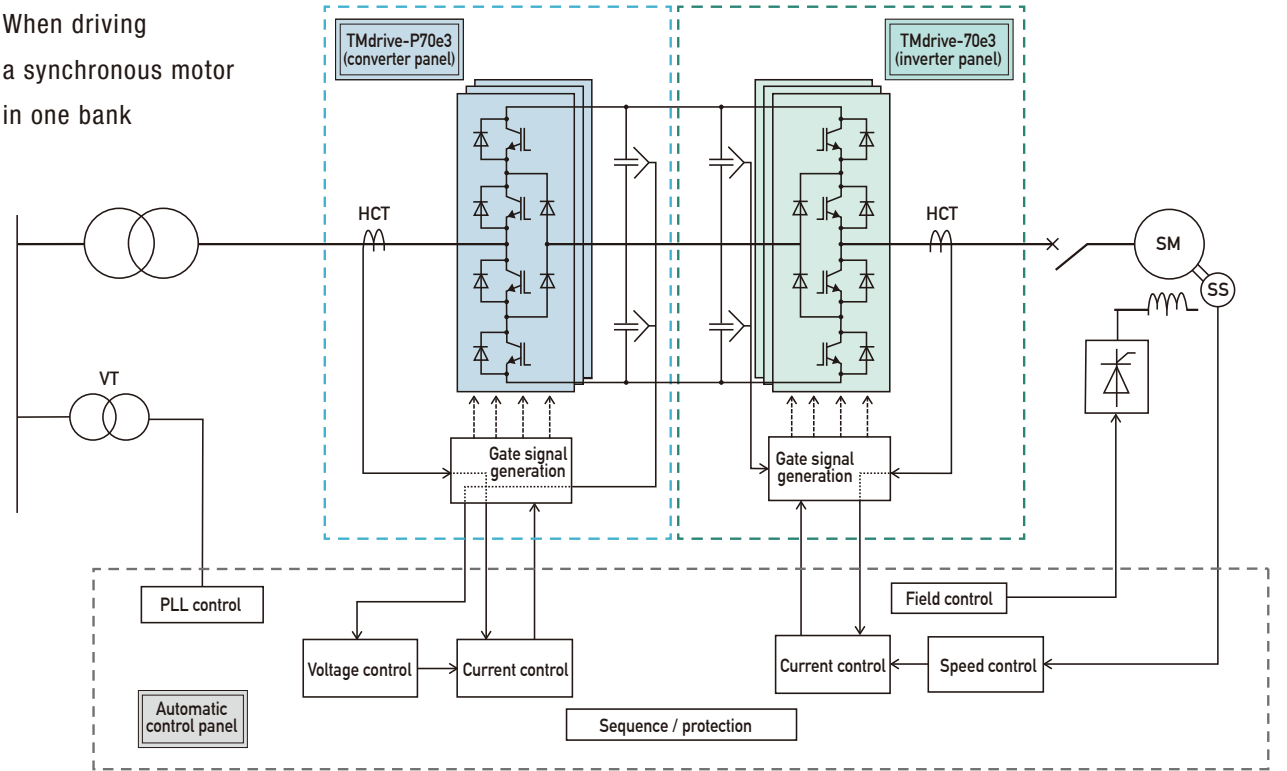 When driving
a synchronous motor
in one bank
TMdrive-P70e3
(converter panel)
TMdrive-70e3
(inverter panel)
HCT
HCT
SM
SS
VT
Gate signal
generation
Gate signal
generation
PLL control
Field control
Voltage control
Current control
Current control
Speed control
Automatic
control panel
Sequence / protection